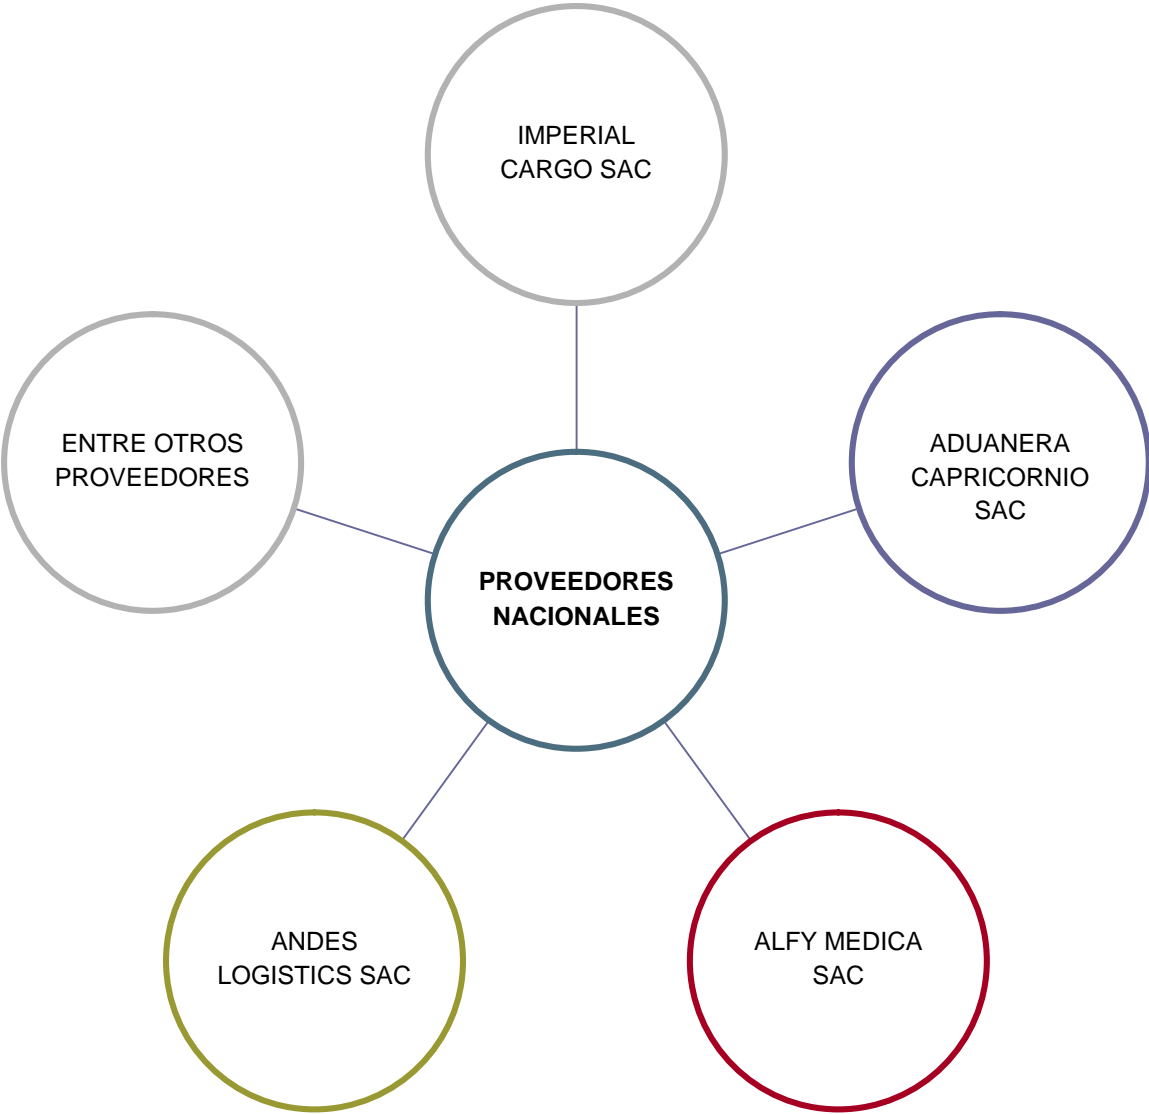 IMPERIAL
CARGO SAC
ENTRE OTROS
PROVEEDORES
ADUANERA
CAPRICORNIO
SAC
PROVEEDORES
NACIONALES
ANDES
LOGISTICS SAC
ALFY MEDICA
SAC